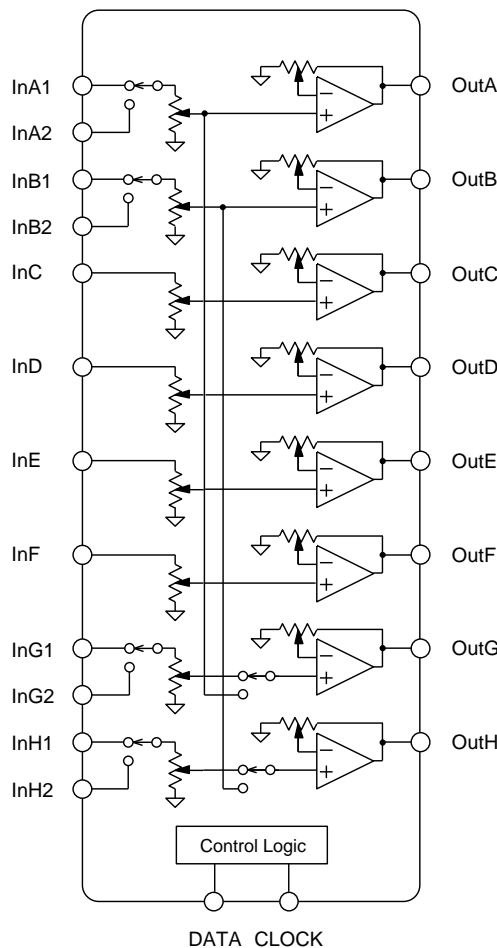 InA1
OutA
InA2
InB1
OutB
InB2
InC
OutC
InD
OutD
InE
OutE
InF
OutF
InG1
OutG
InG2
InH1
OutH
InH2
Control Logic
DATA CLOCK